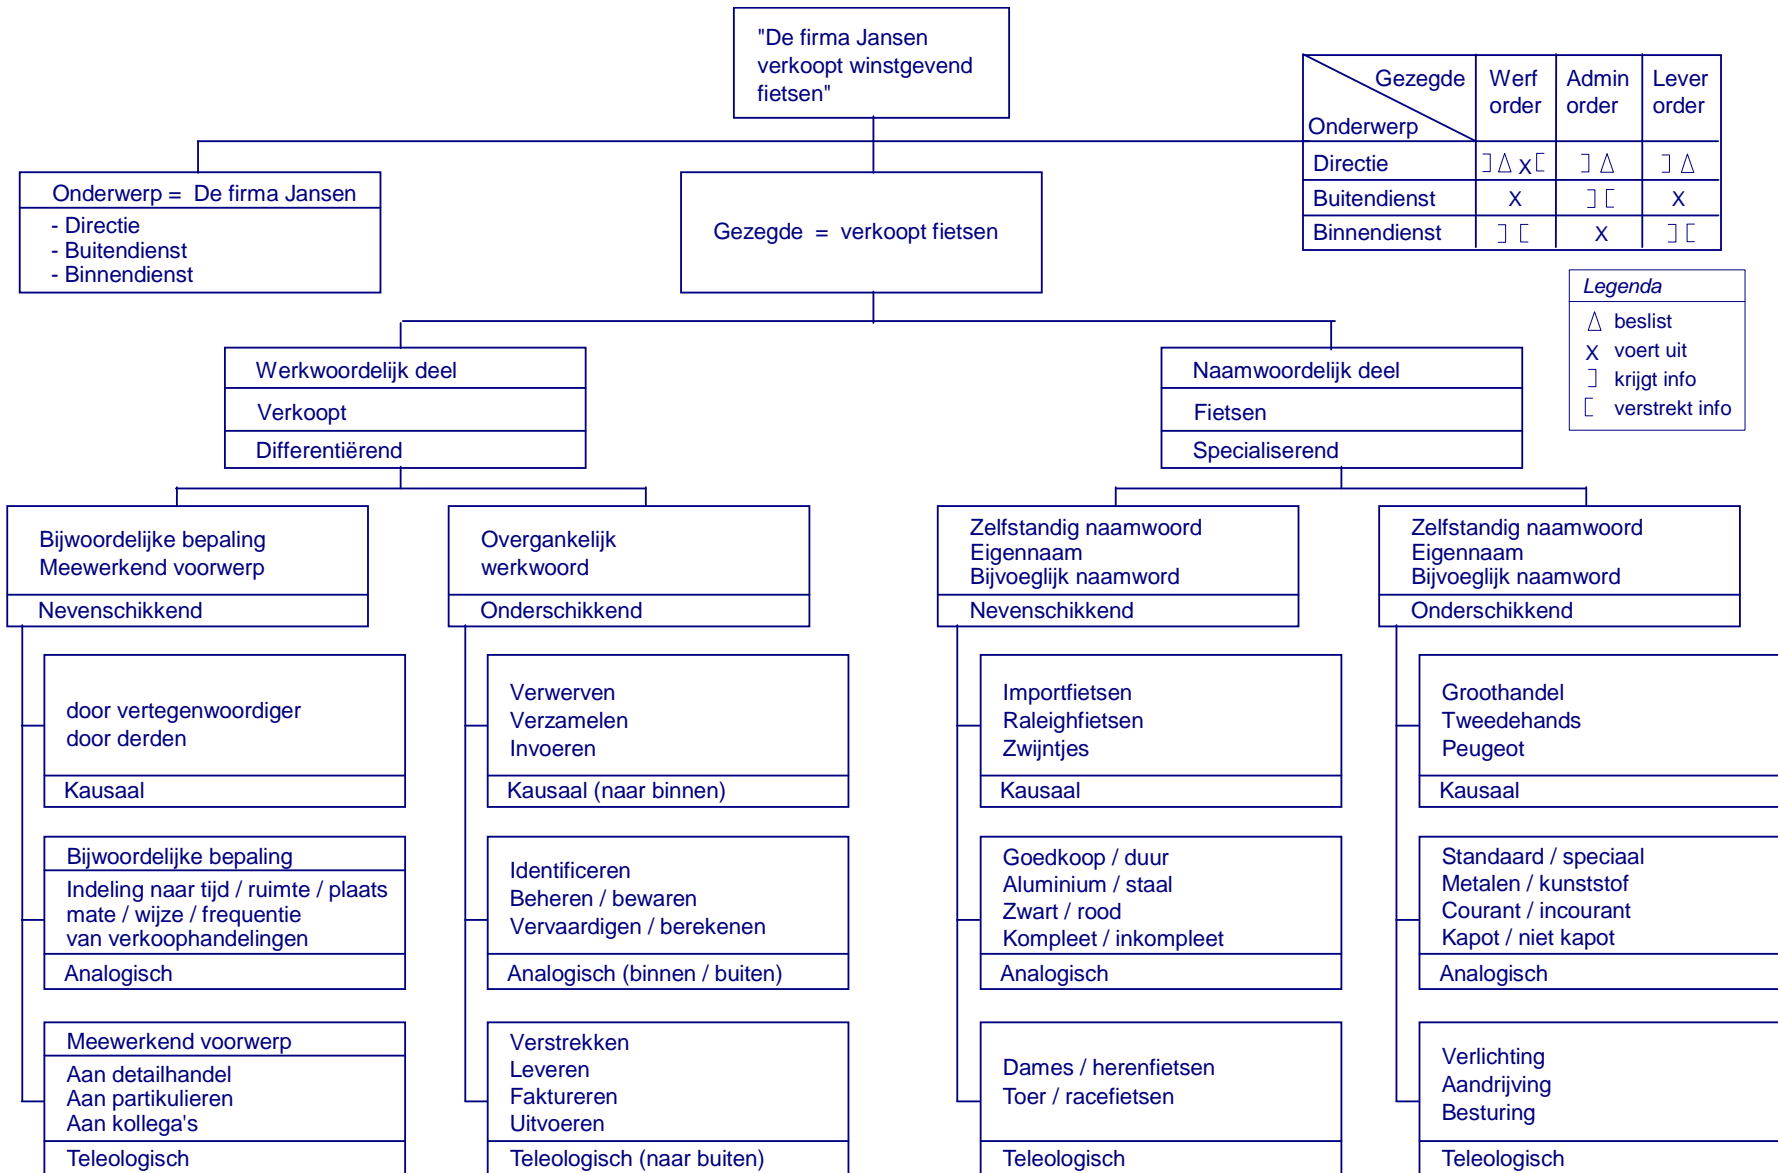 "De firma Jansen
verkoopt winstgevend
fietsen"
Gezegde
Onderwerp
Werf
order
Admin
order
Lever
order
Directie ] △ X [ ] △ ] △
Buitendienst X ] [ X
Binnendienst ] [ X ] [
Onderwerp = De firma Jansen
- Directie
- Buitendienst
- Binnendienst
Gezegde = verkoopt fietsen
Legenda
△ beslist
X voert uit
] krijgt info
[ verstrekt info
Werkwoordelijk deel
Verkoopt
Differentiërend
Naamwoordelijk deel
Fietsen
Specialiserend
Bijwoordelijke bepaling
Meewerkend voorwerp
Nevenschikkend
Overgankelijk
werkwoord
Onderschikkend
Zelfstandig naamwoord
Eigennaam
Bijvoeglijk naamword
Nevenschikkend
Zelfstandig naamwoord
Eigennaam
Bijvoeglijk naamword
Onderschikkend
door vertegenwoordiger
door derden
Kausaal
Verwerven
Verzamelen
Invoeren
Kausaal (naar binnen)
Importfietsen
Raleighfietsen
Zwijntjes
Kausaal
Groothandel
Tweedehands
Peugeot
Kausaal
Bijwoordelijke bepaling
Indeling naar tijd / ruimte / plaats
mate / wijze / frequentie
van verkoophandelingen
Analogisch
Identificeren
Beheren / bewaren
Vervaardigen / berekenen
Analogisch (binnen / buiten)
Goedkoop / duur
Aluminium / staal
Zwart / rood
Kompleet / inkompleet
Analogisch
Standaard / speciaal
Metalen / kunststof
Courant / incourant
Kapot / niet kapot
Analogisch
Meewerkend voorwerp
Aan detailhandel
Aan partikulieren
Aan kollega's
Teleologisch
Verstrekken
Leveren
Faktureren
Uitvoeren
Teleologisch (naar buiten)
Dames / herenfietsen
Toer / racefietsen
Teleologisch
Verlichting
Aandrijving
Besturing
Teleologisch